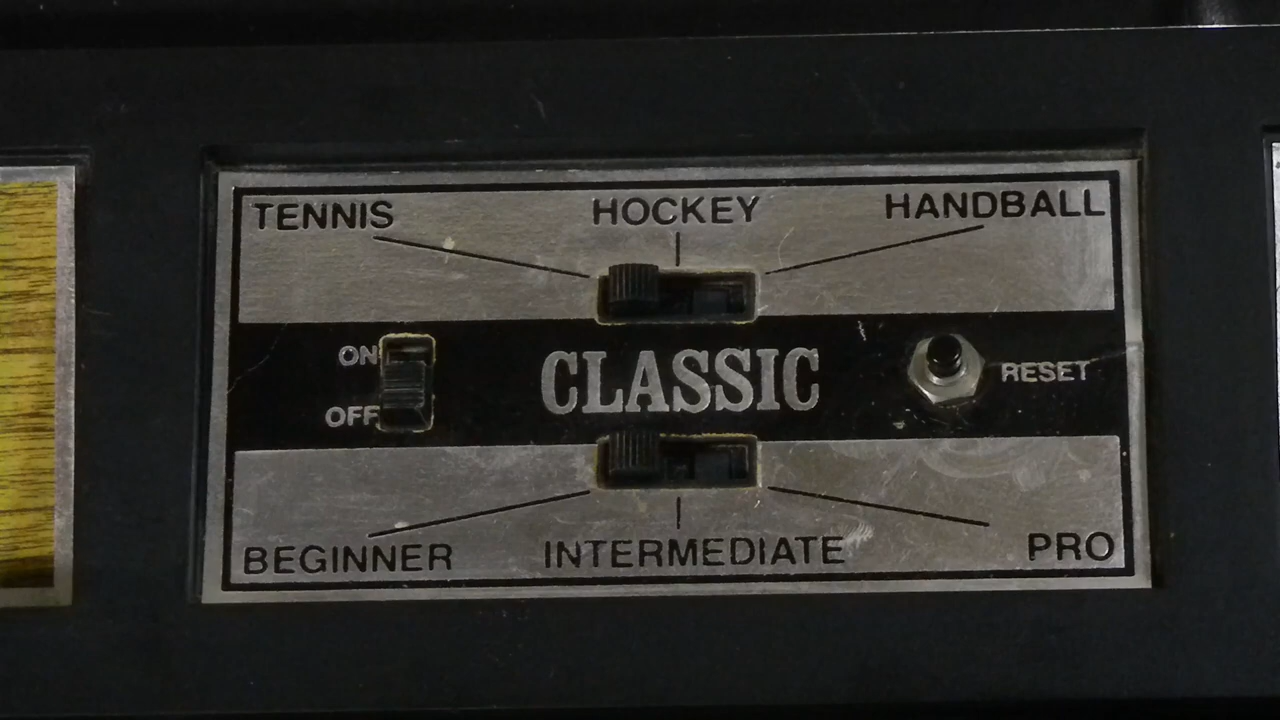 TENNIS HOCKEY HANDBALL
ON
CLASSIC
RESET
OFF
BEGINNER INTERMEDIATE PRO